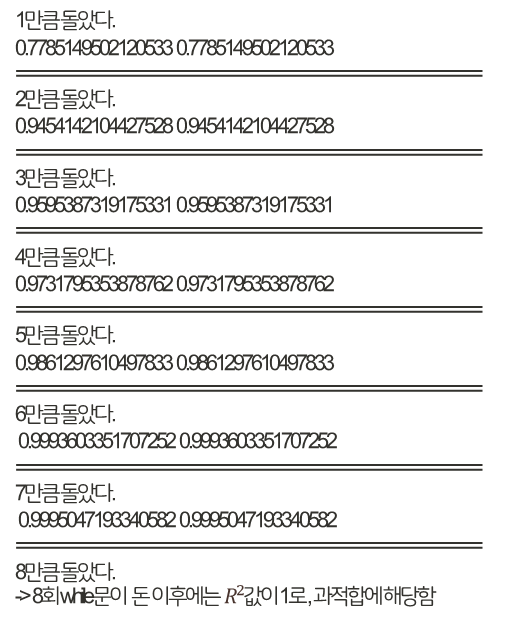 1만큼 돌았다.
0.7785149502120533 0.7785149502120533
2만큼 돌았다.
0.9454142104427528 0.9454142104427528
3만큼 돌았다.
0.9595387319175331 0.9595387319175331
4만큼 돌았다.
0.9731795353878762 0.9731795353878762
5만큼 돌았다.
0.9861297610497833 0.9861297610497833
6만큼 돌았다.
0.9993603351707252 0.9993603351707252
7만큼 돌았다.
0.9995047193340582 0.9995047193340582
8만큼 돌았다.
-> 8회 while문이 돈 이후에는 R²값이 1로, 과적합에 해당함